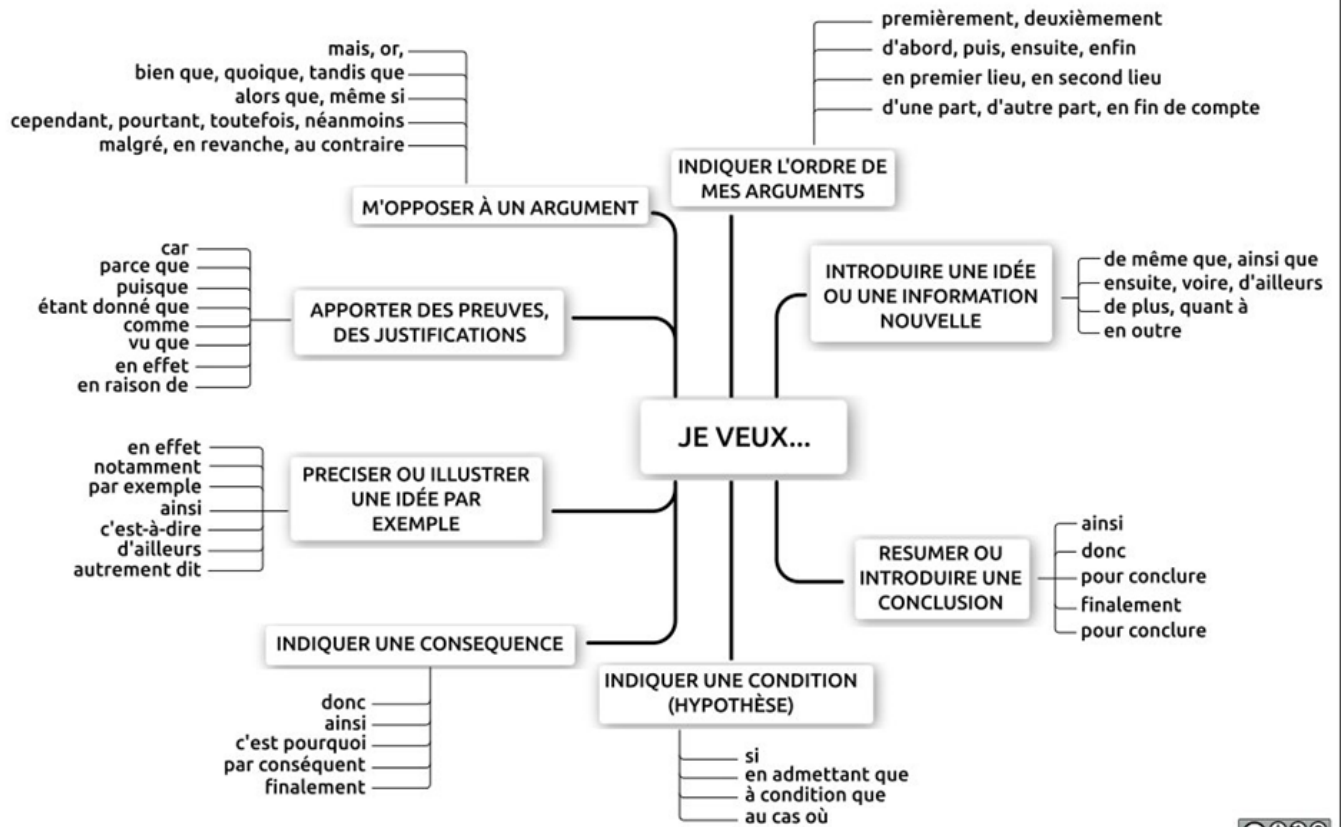 premièrement, deuxièmement
d'abord, puis, ensuite, enfin
en premier lieu, en second lieu
d'une part, d'autre part, en fin de compte
INDIQUER L'ORDRE DE
MES ARGUMENTS
mais, or,
bien que, quoique, tandis que
alors que, même si
cependant, pourtant, toutefois, néanmoins
malgré, en revanche, au contraire
M'OPPOSER À UN ARGUMENT
car
parce que
puisque
étant donné que
comme
vu que
en effet
en raison de
APPORTER DES PREUVES,
DES JUSTIFICATIONS
INTRODUIRE UNE IDÉE
OU UNE INFORMATION
NOUVELLE
de même que, ainsi que
ensuite, voire, d'ailleurs
de plus, quant à
en outre
JE VEUX...
en effet
notamment
par exemple
ainsi
c'est-à-dire
d'ailleurs
autrement dit
PRECISER OU ILLUSTRER
UNE IDÉE PAR
EXEMPLE
RESUMER OU
INTRODUIRE UNE
CONCLUSION
ainsi
donc
pour conclure
finalement
pour conclure
INDIQUER UNE CONSEQUENCE
donc
ainsi
c'est pourquoi
par conséquent
finalement
INDIQUER UNE CONDITION
(HYPOTHÈSE)
si
en admettant que
à condition que
au cas où